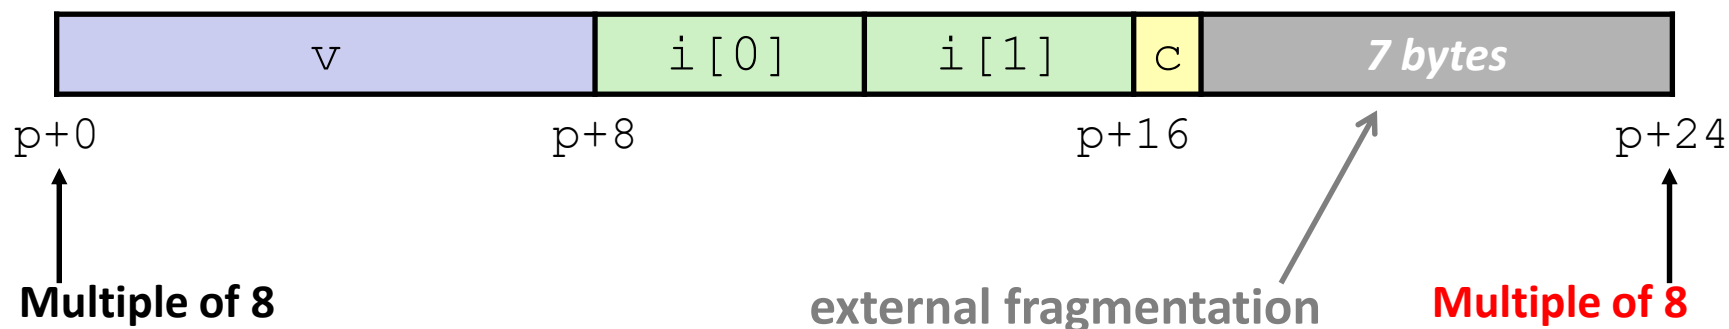 v i[0] i[1] c 7 bytes
p+0 p+8 p+16 p+24
Multiple of 8 external fragmentation Multiple of 8